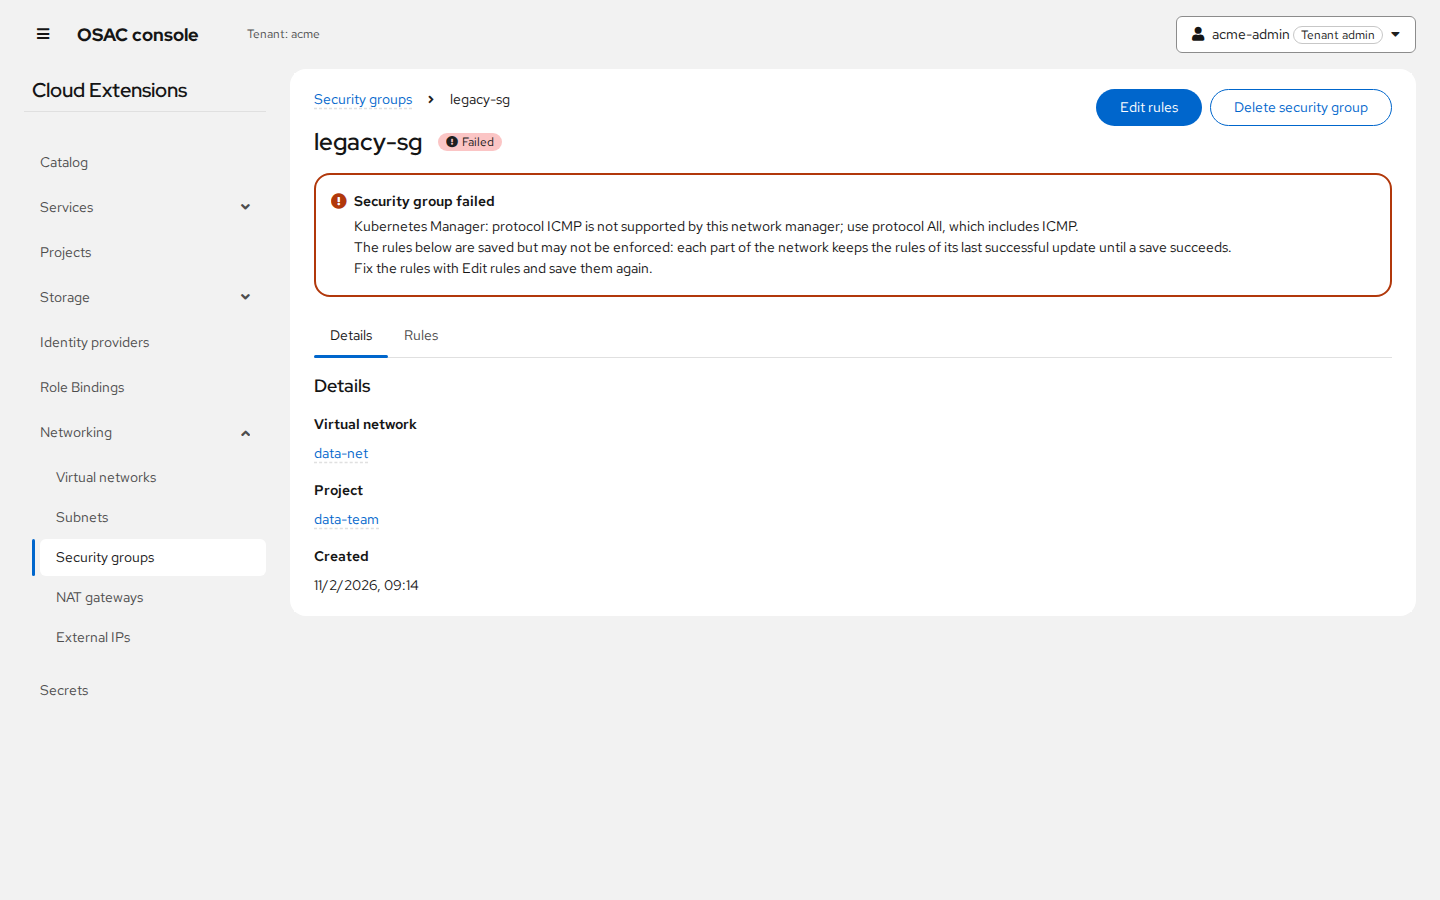 OSAC console
Tenant: acme
acme-admin Tenant admin
Cloud Extensions
Catalog
Services
Projects
Storage
Identity providers
Role Bindings
Networking
Virtual networks
Subnets
Security groups
NAT gateways
External IPs
Secrets
Security groups > legacy-sg
Edit rules
Delete security group
legacy-sg
Failed
Security group failed
Kubernetes Manager: protocol ICMP is not supported by this network manager; use protocol All, which includes ICMP.
The rules below are saved but may not be enforced: each part of the network keeps the rules of its last successful update until a save succeeds.
Fix the rules with Edit rules and save them again.
Details
Rules
Details
Virtual network
data-net
Project
data-team
Created
11/2/2026, 09:14